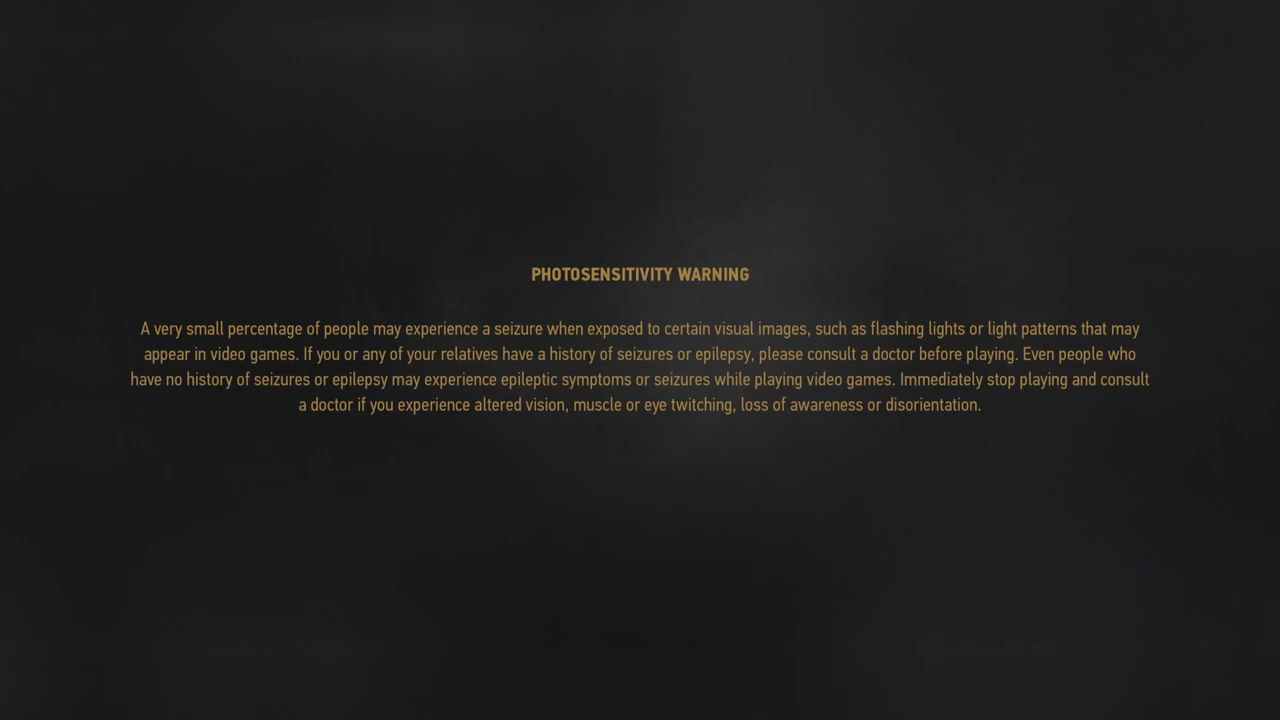 PHOTOSENSITIVITY WARNING
A very small percentage of people may experience a seizure when exposed to certain visual images, such as flashing lights or light patterns that may
appear in video games. If you or any of your relatives have a history of seizures or epilepsy, please consult a doctor before playing. Even people who
have no history of seizures or epilepsy may experience epileptic symptoms or seizures while playing video games. Immediately stop playing and consult
a doctor if you experience altered vision, muscle or eye twitching, loss of awareness or disorientation.